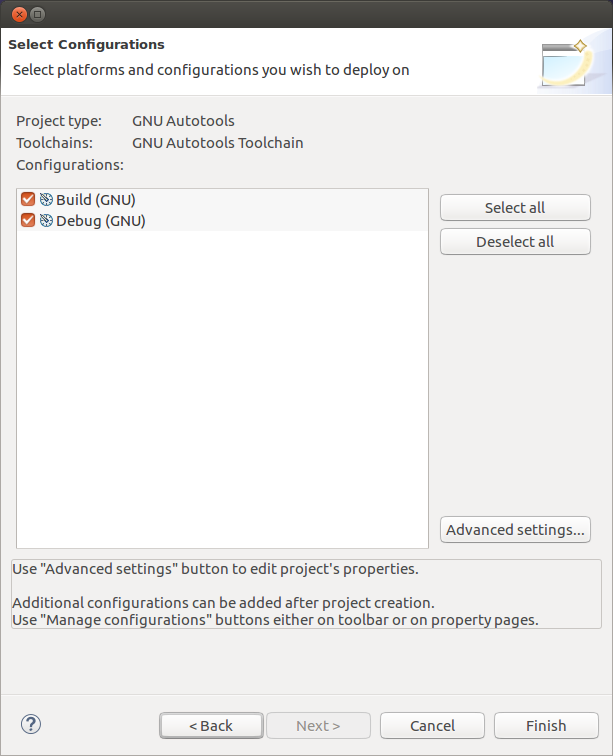 Select Configurations
Select platforms and configurations you wish to deploy on
Project type: GNU Autotools
Toolchains: GNU Autotools Toolchain
Configurations:
Build (GNU)
Debug (GNU)
Select all
Deselect all
Advanced settings...
Use "Advanced settings" button to edit project's properties.
Additional configurations can be added after project creation.
Use "Manage configurations" buttons either on toolbar or on property pages.
?
< Back
Next >
Cancel
Finish